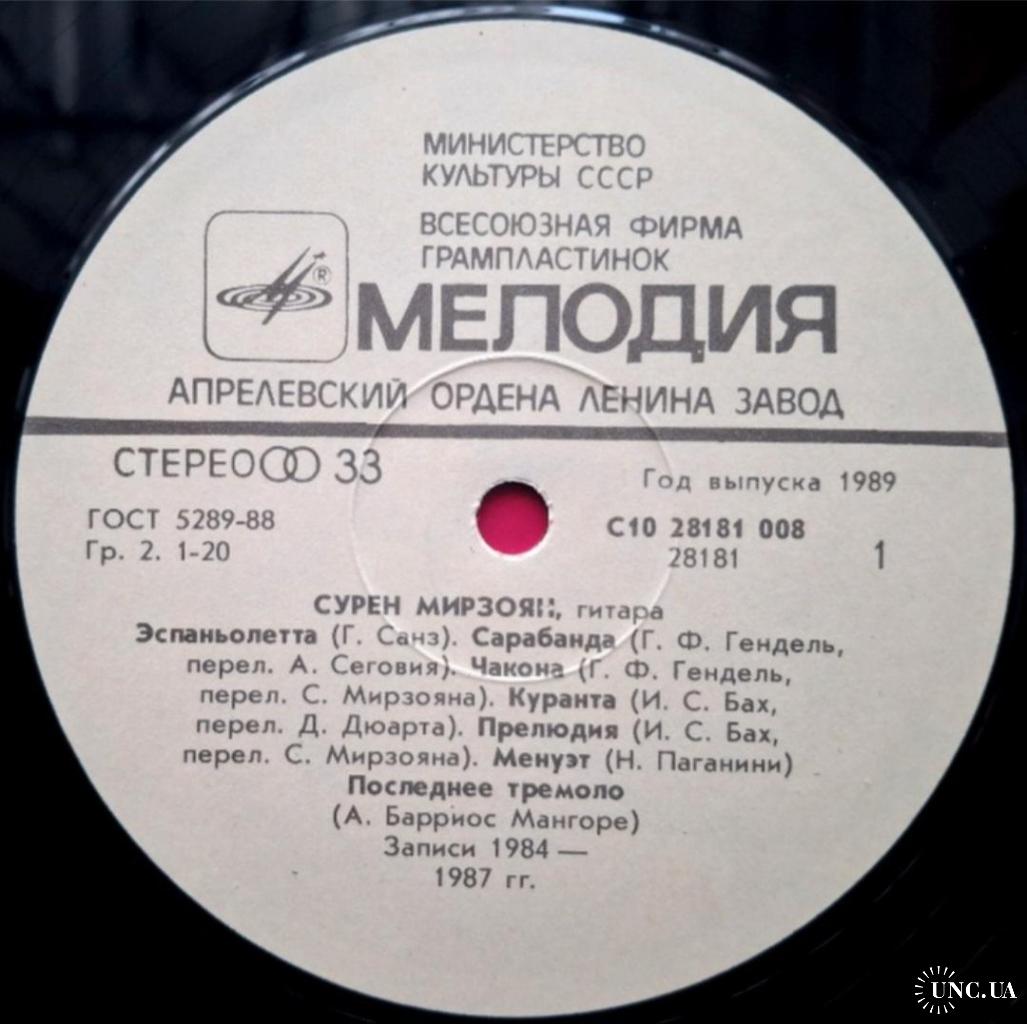 МИНИСТЕРСТВО
КУЛЬТУРЫ СССР
ВСЕСОЮЗНАЯ ФИРМА
ГРАМПЛАСТИНОК
®
МЕЛОДИЯ
АПРЕЛЕВСКИЙ ОРДЕНА ЛЕНИНА ЗАВОД
СТЕРЕО 33
Год выпуска 1989
ГОСТ 5289-88
С10 28181 008
Гр. 2. 1-20
28181
1
СУРЕН МИРЗОЯН, гитара
Эспаньолетта (Г. Санз). Сарабанда (Г. Ф. Гендель,
перел. А. Сеговия). Чакона (Г. Ф. Гендель,
перел. С. Мирзояна). Куранта (И. С. Бах,
перел. Д. Дюарта). Прелюдия (И. С. Бах,
перел. С. Мирзояна). Менуэт (Н. Паганини)
Последнее тремоло
(А. Барриос Мангоре)
Записи 1984 —
1987 гг.
UNC.UA